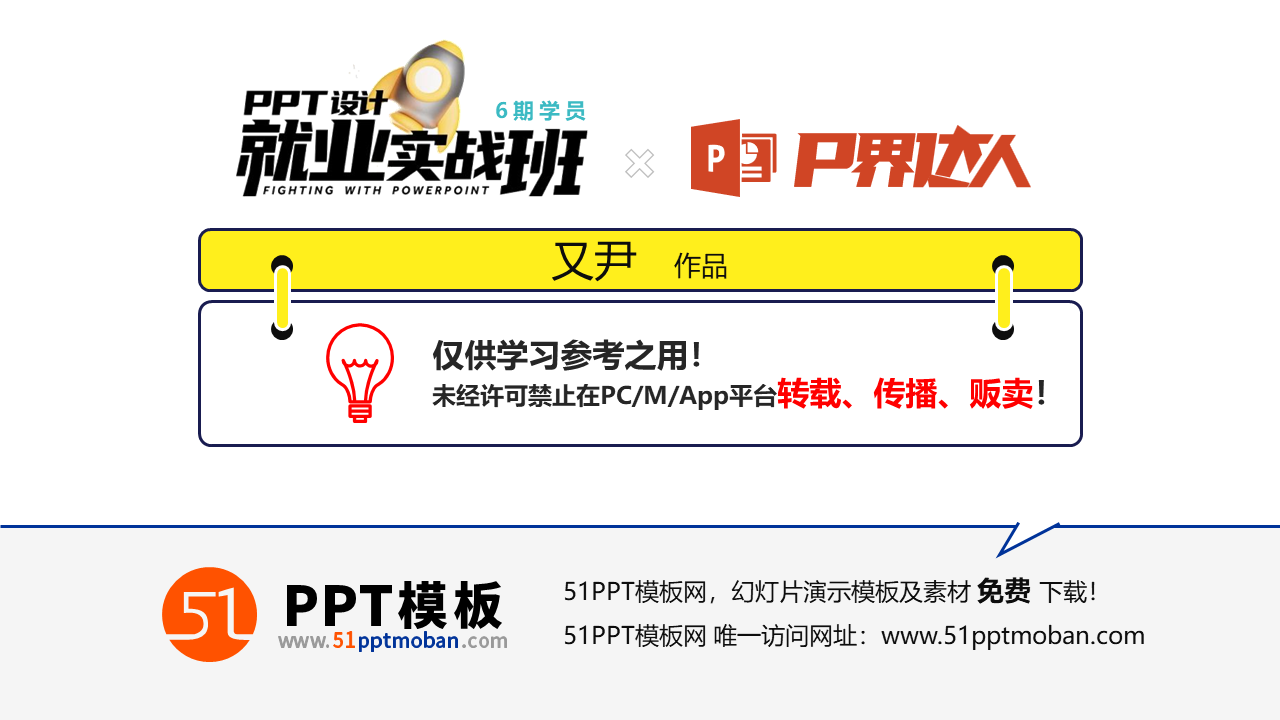 PPT设计
6期学员
就业实战班
FIGHTING WITH POWERPOINT
P P界达人
又尹 作品
仅供学习参考之用！
未经许可禁止在PC/M/App平台转载、传播、贩卖！
51 PPT模板
www.51pptmoban.com
51PPT模板网，幻灯片演示模板及素材 免费 下载！
51PPT模板网 唯一访问网址：www.51pptmoban.com